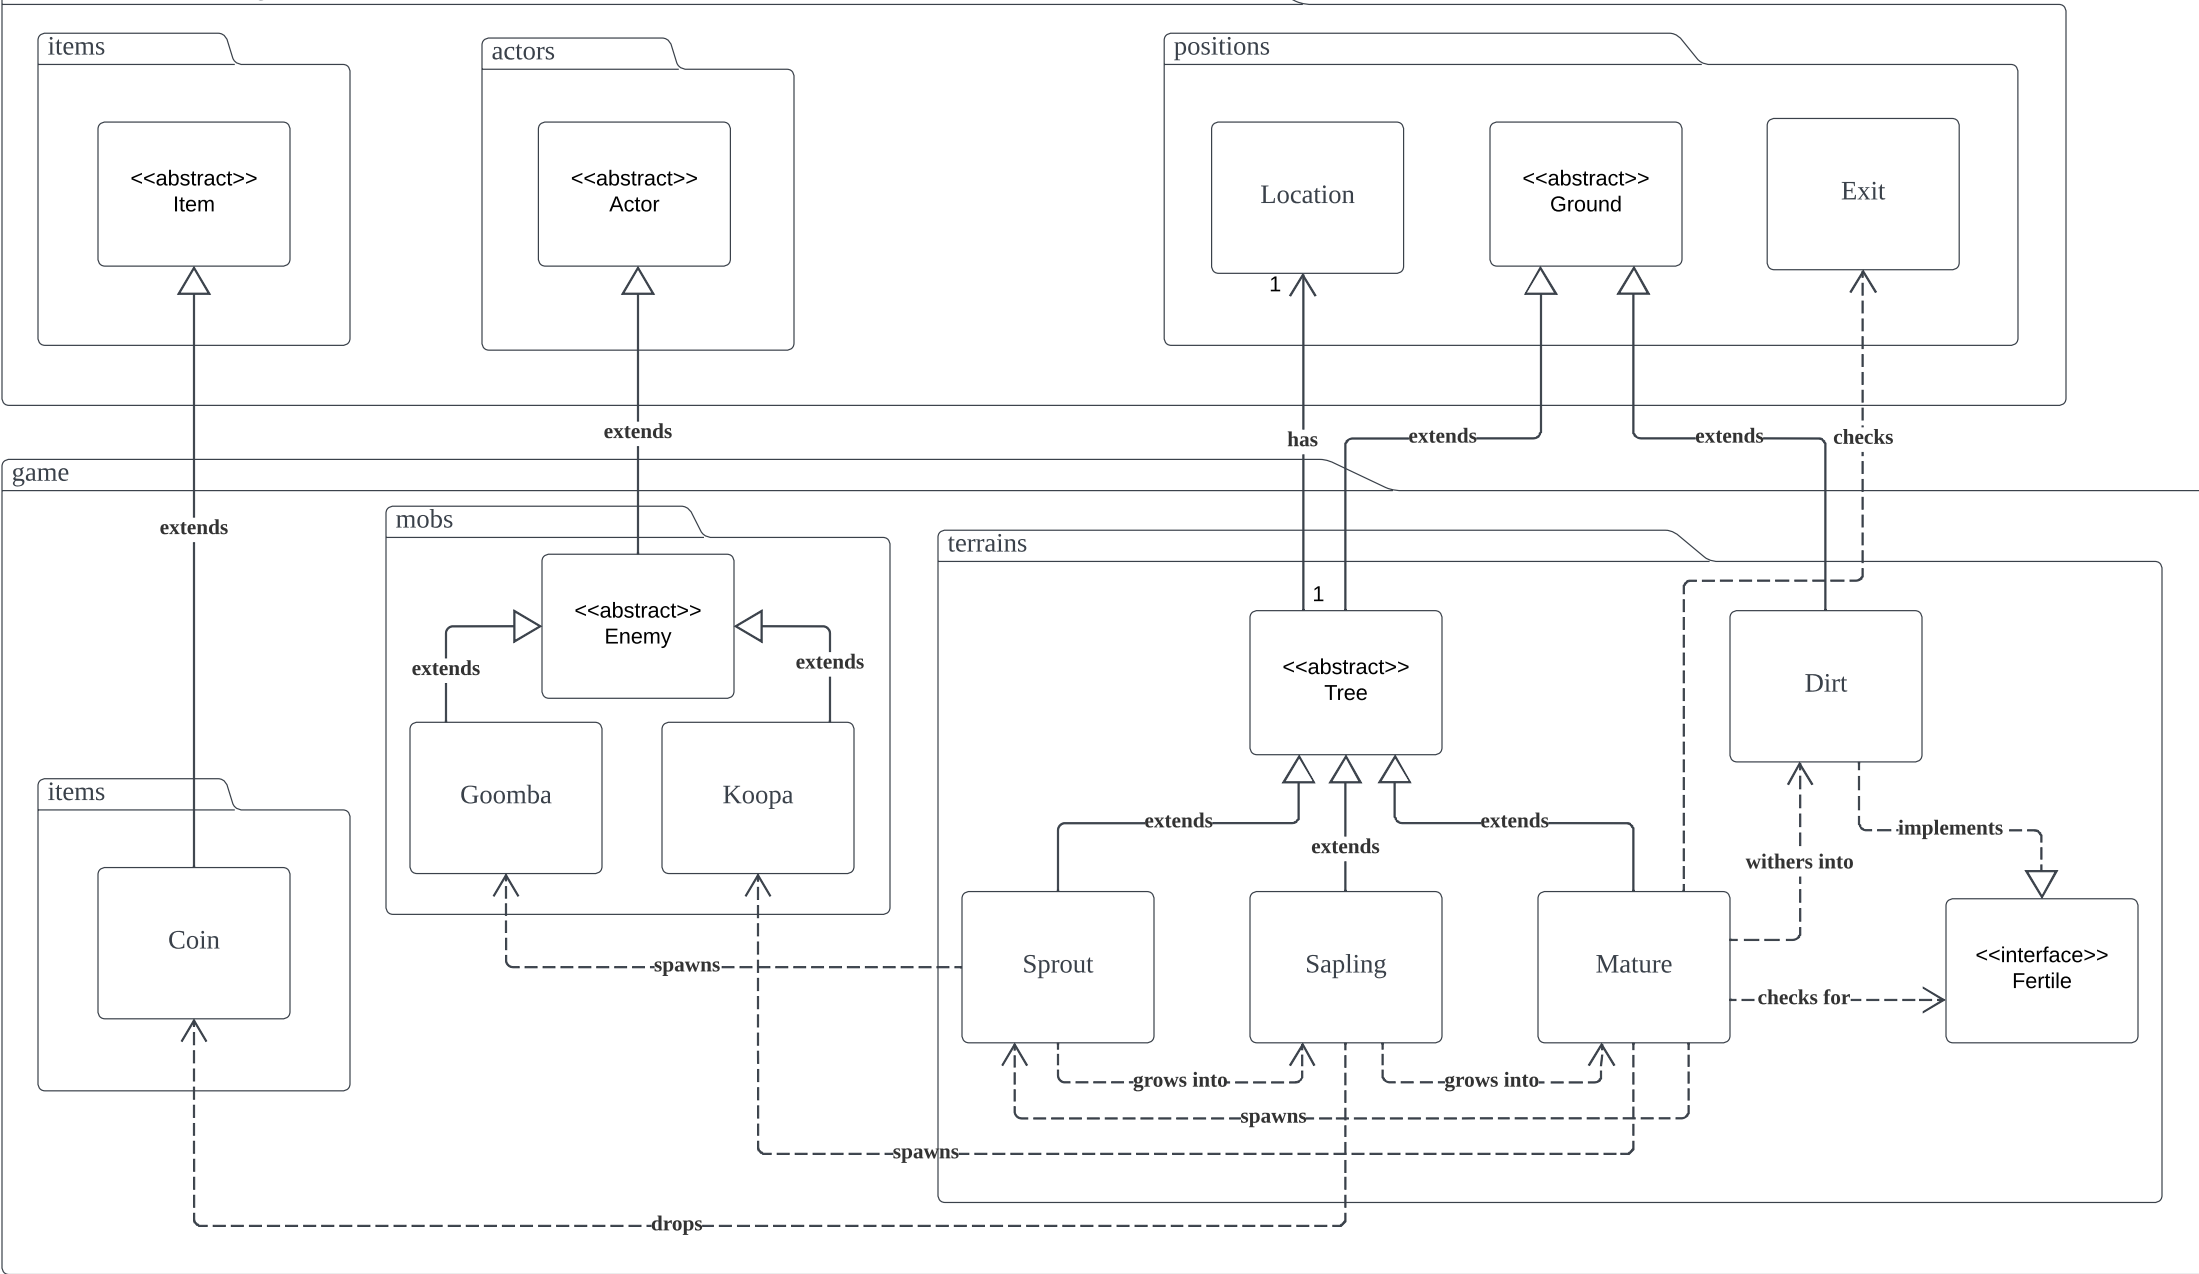 items
actors
positions
<<abstract>>
Item
<<abstract>>
Actor
Location
<<abstract>>
Ground
Exit
1
extends
has
extends
extends
checks
game
extends
mobs
terrains
1
<<abstract>>
Enemy
extends
extends
<<abstract>>
Tree
Dirt
items
Goomba
Koopa
extends
extends
extends
implements
withers into
Coin
Sprout
Sapling
Mature
<<interface>>
Fertile
spawns
checks for
grows into
grows into
spawns
spawns
drops